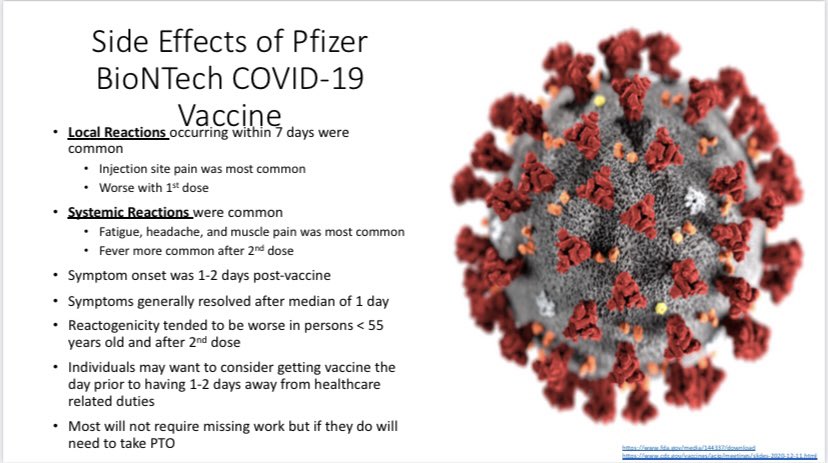 Side Effects of Pfizer
BioNTech COVID-19
Vaccine
• Local Reactions occurring within 7 days were
common
• Injection site pain was most common
• Worse with 1st dose
• Systemic Reactions were common
• Fatigue, headache, and muscle pain was most common
• Fever more common after 2nd dose
• Symptom onset was 1-2 days post-vaccine
• Symptoms generally resolved after median of 1 day
• Reactogenicity tended to be worse in persons < 55
years old and after 2nd dose
• Individuals may want to consider getting vaccine the
day prior to having 1-2 days away from healthcare
related duties
• Most will not require missing work but if they do will
need to take PTO
https://www.fda.gov/media/144337/download
https://www.cdc.gov/vaccines/acip/meetings/slides-2020-12-11.html